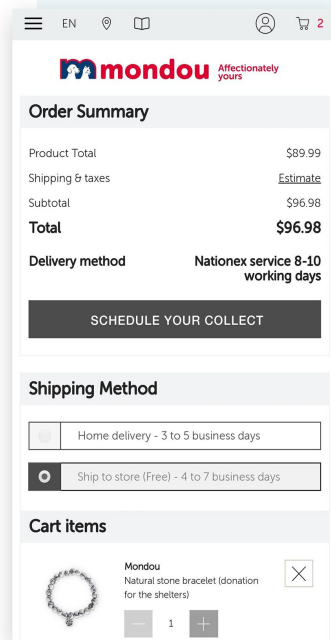 EN
2
mondou Affectionately
yours
Order Summary
Product Total $89.99
Shipping & taxes Estimate
Subtotal $96.98
Total $96.98
Delivery method Nationex service 8-10
working days
SCHEDULE YOUR COLLECT
Shipping Method
Home delivery - 3 to 5 business days
Ship to store (Free) - 4 to 7 business days
Cart items
Mondou
Natural stone bracelet (donation
for the shelters)
1